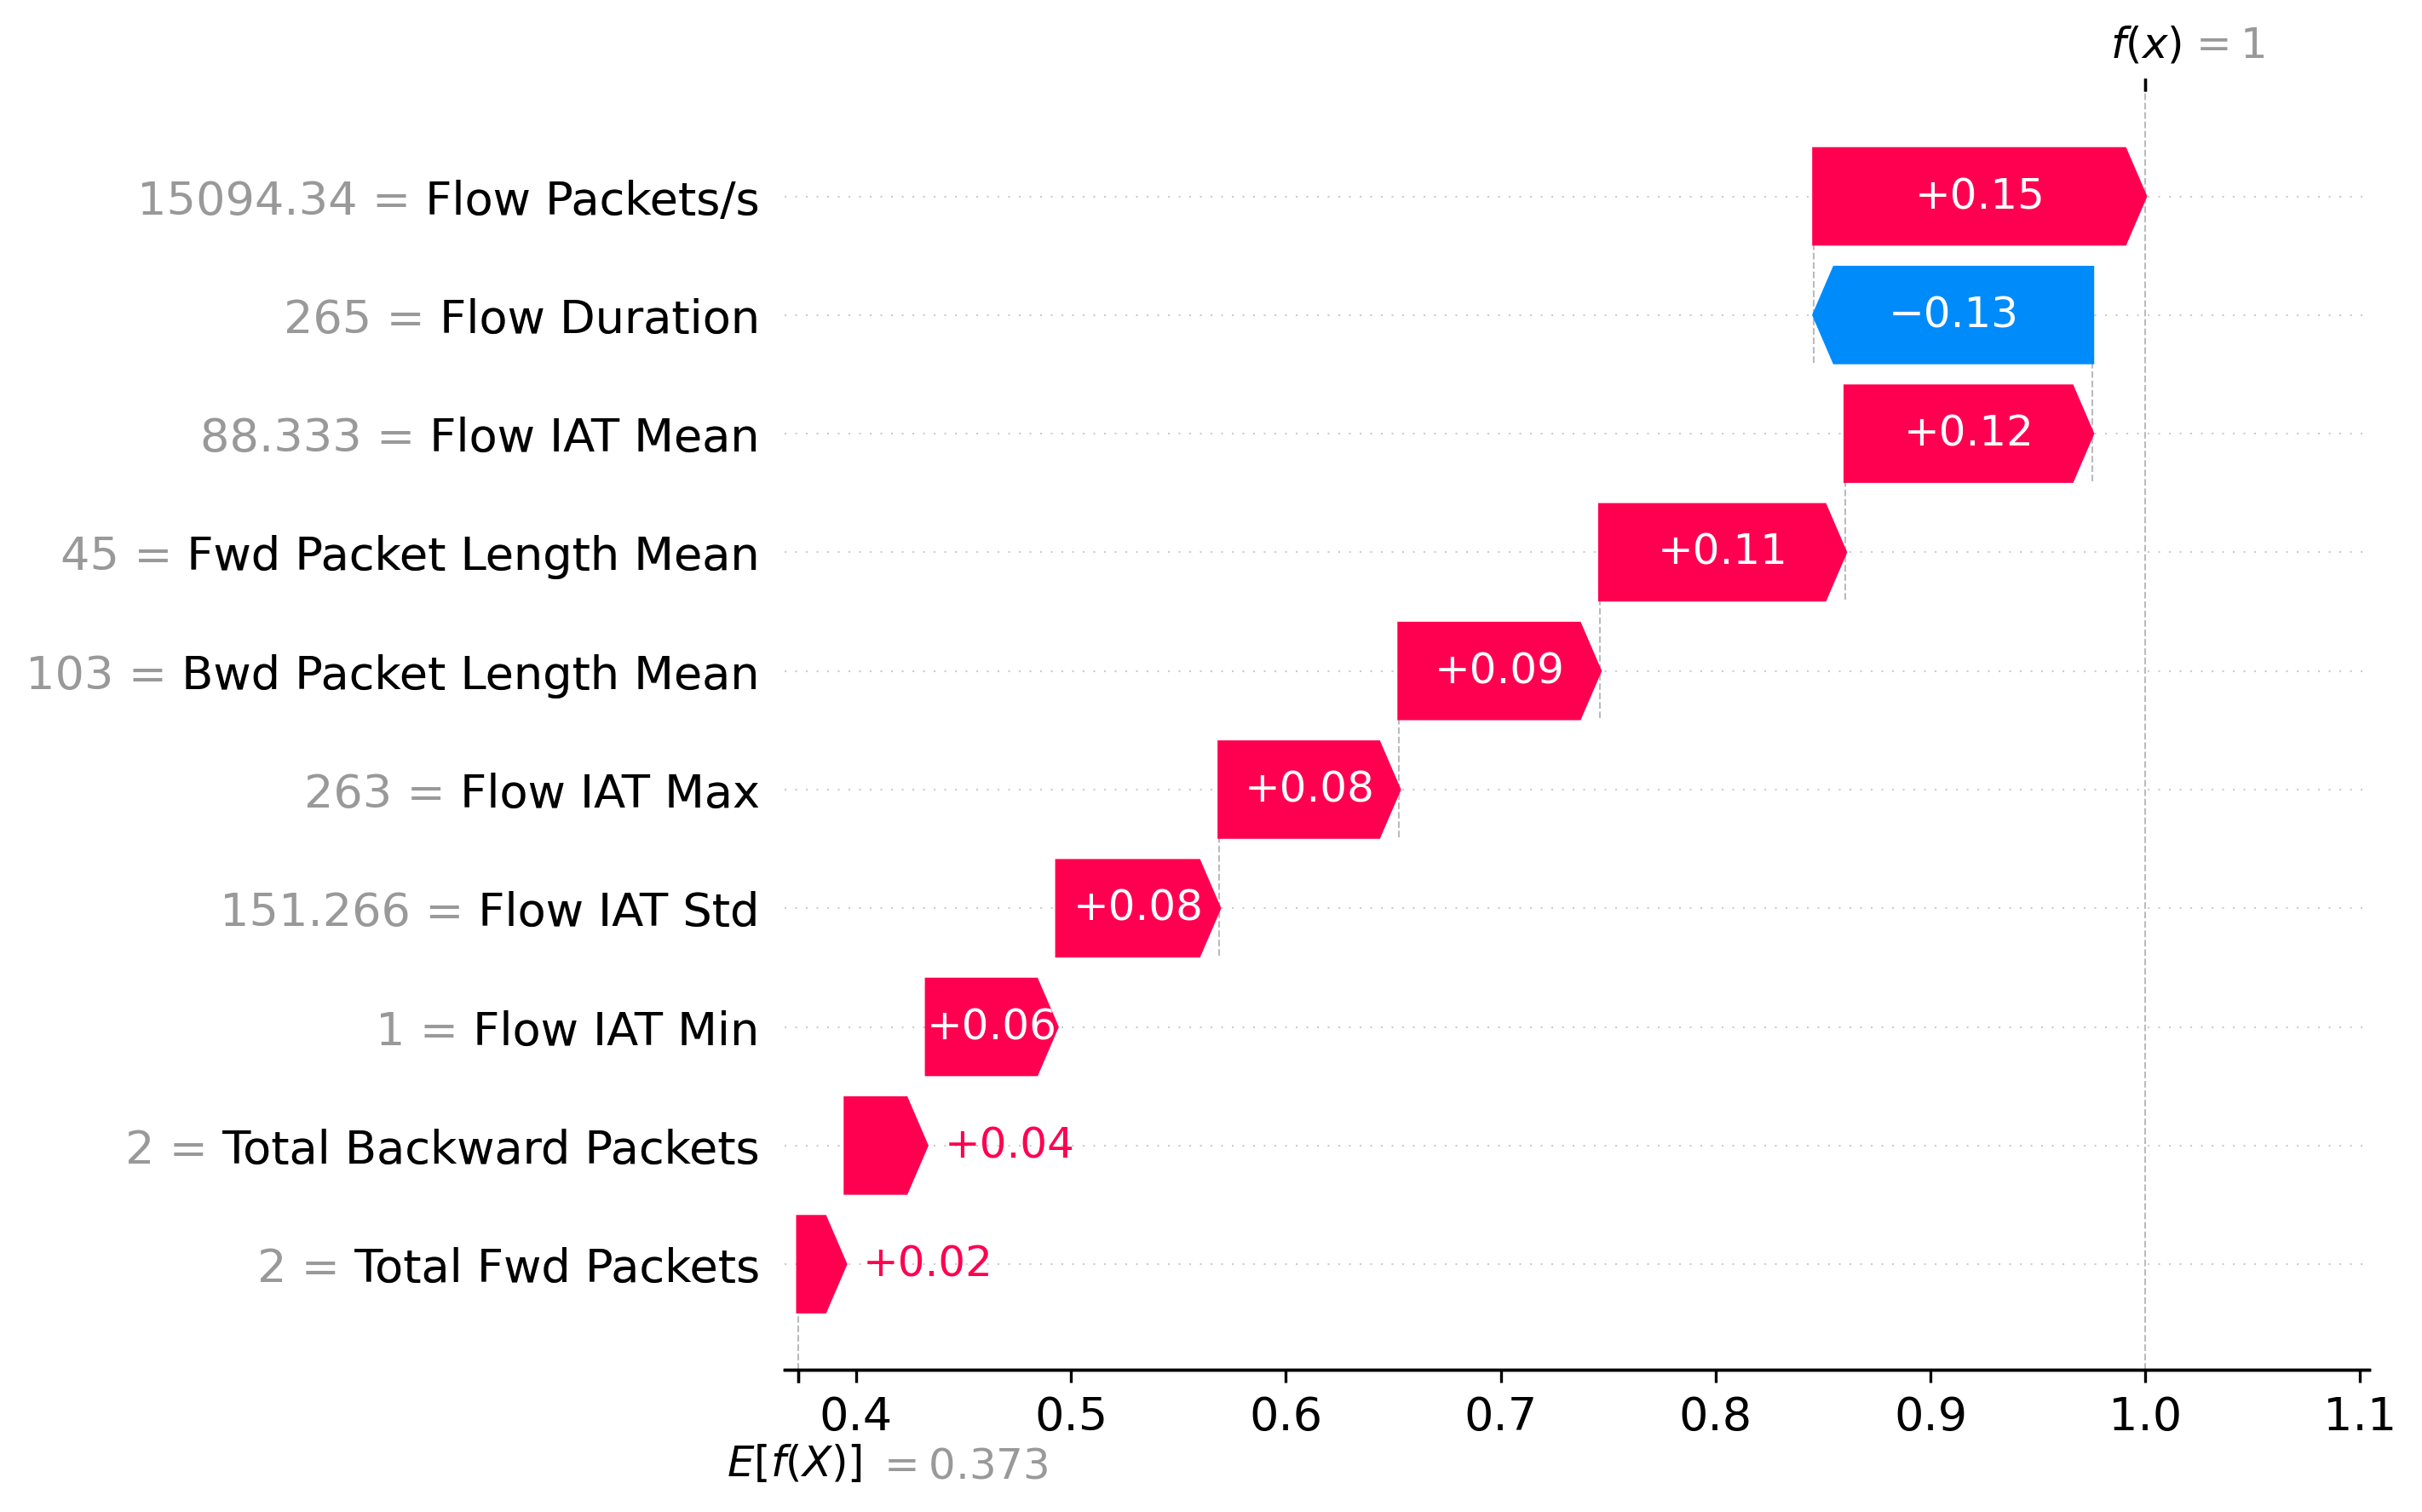 f(x) = 1
15094.34 = Flow Packets/s +0.15
265 = Flow Duration −0.13
88.333 = Flow IAT Mean +0.12
45 = Fwd Packet Length Mean +0.11
103 = Bwd Packet Length Mean +0.09
263 = Flow IAT Max +0.08
151.266 = Flow IAT Std +0.08
1 = Flow IAT Min +0.06
2 = Total Backward Packets +0.04
2 = Total Fwd Packets +0.02
0.4 0.5 0.6 0.7 0.8 0.9 1.0 1.1
E[f(X)] = 0.373